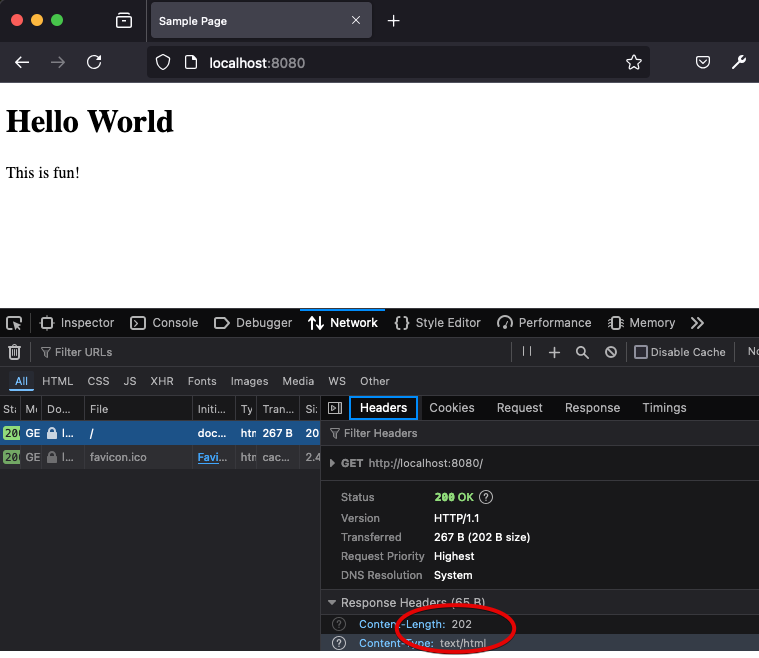 Sample Page
localhost:8080
Hello World
This is fun!
Inspector Console Debugger Network Style Editor Performance Memory
Filter URLs Disable Cache No
All HTML CSS JS XHR Fonts Images Media WS Other
St Me Do... File Initi... Ty Tran... Si:
Headers Cookies Request Response Timings
200 GE l... / doc... htn 267 B 20
Filter Headers
200 GE l... favicon.ico Favi... htn cac... 2.4
GET http://localhost:8080/
Status 200 OK
Version HTTP/1.1
Transferred 267 B (202 B size)
Request Priority Highest
DNS Resolution System
Response Headers (65 B)
Content-Length: 202
Content-Type: text/html